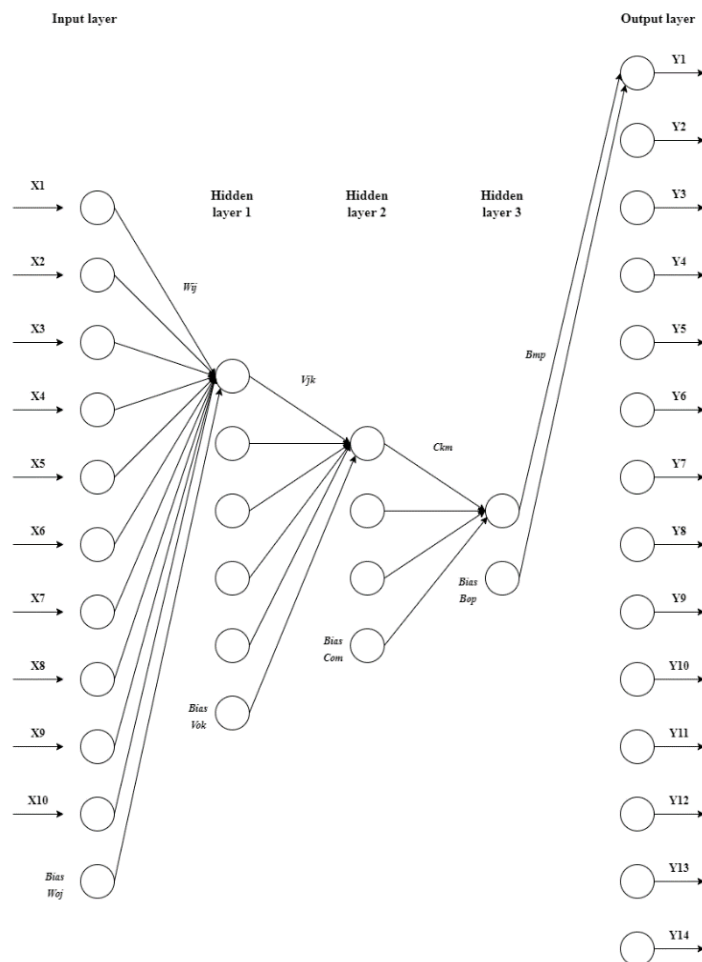 Input layer
Output layer
X1
X2
X3
X4
X5
X6
X7
X8
X9
X10
Bias
Woj
Wij
Hidden
layer 1
Vjk
Bias
Vok
Hidden
layer 2
Ckm
Bias
Com
Hidden
layer 3
Bias
Bop
Bmp
Y1
Y2
Y3
Y4
Y5
Y6
Y7
Y8
Y9
Y10
Y11
Y12
Y13
Y14